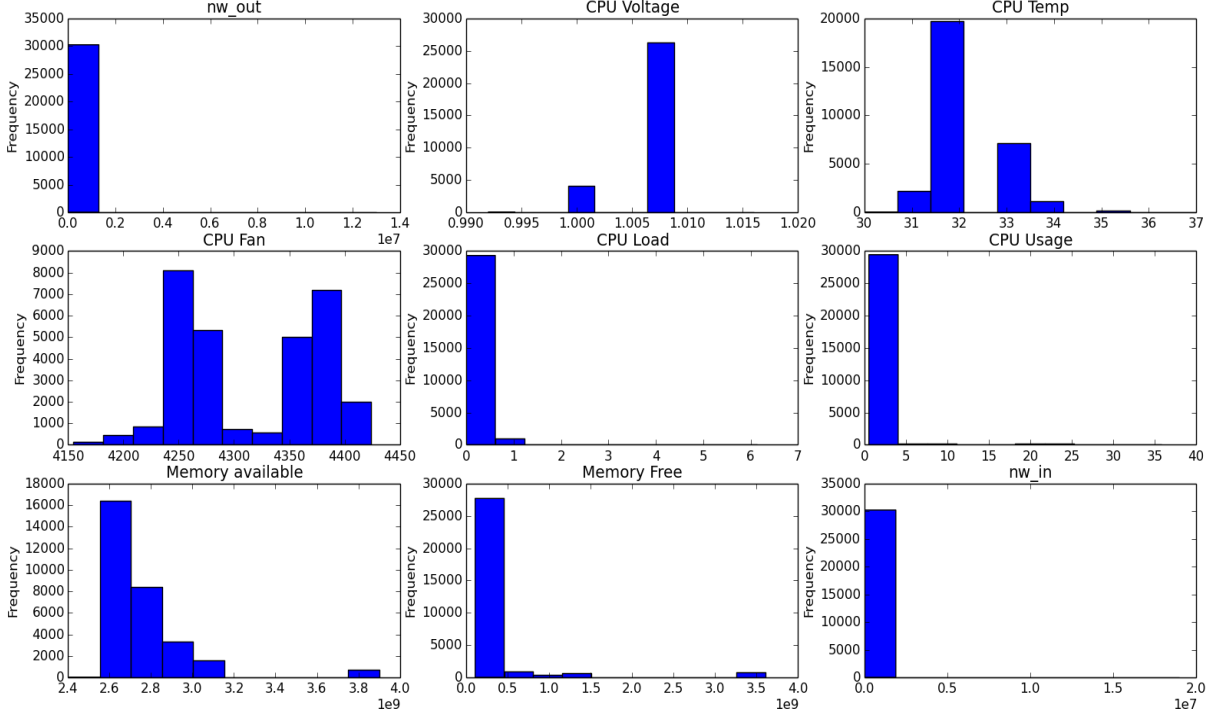 nw_out
35000
30000
25000
20000
15000
10000
5000
0
Frequency
0.0 0.2 0.4 0.6 0.8 1.0 1.2 1.4
1e7
CPU Voltage
30000
25000
20000
15000
10000
5000
0
Frequency
0.990 0.995 1.000 1.005 1.010 1.015 1.020
CPU Temp
20000
15000
10000
5000
0
Frequency
30 31 32 33 34 35 36 37
CPU Fan
9000
8000
7000
6000
5000
4000
3000
2000
1000
0
Frequency
4150 4200 4250 4300 4350 4400 4450
CPU Load
30000
25000
20000
15000
10000
5000
0
Frequency
0 1 2 3 4 5 6 7
CPU Usage
30000
25000
20000
15000
10000
5000
0
Frequency
0 5 10 15 20 25 30 35 40
Memory available
18000
16000
14000
12000
10000
8000
6000
4000
2000
0
Frequency
2.4 2.6 2.8 3.0 3.2 3.4 3.6 3.8 4.0
1e9
Memory Free
30000
25000
20000
15000
10000
5000
0
Frequency
0.0 0.5 1.0 1.5 2.0 2.5 3.0 3.5 4.0
1e9
nw_in
35000
30000
25000
20000
15000
10000
5000
0
Frequency
0.0 0.5 1.0 1.5 2.0
1e7